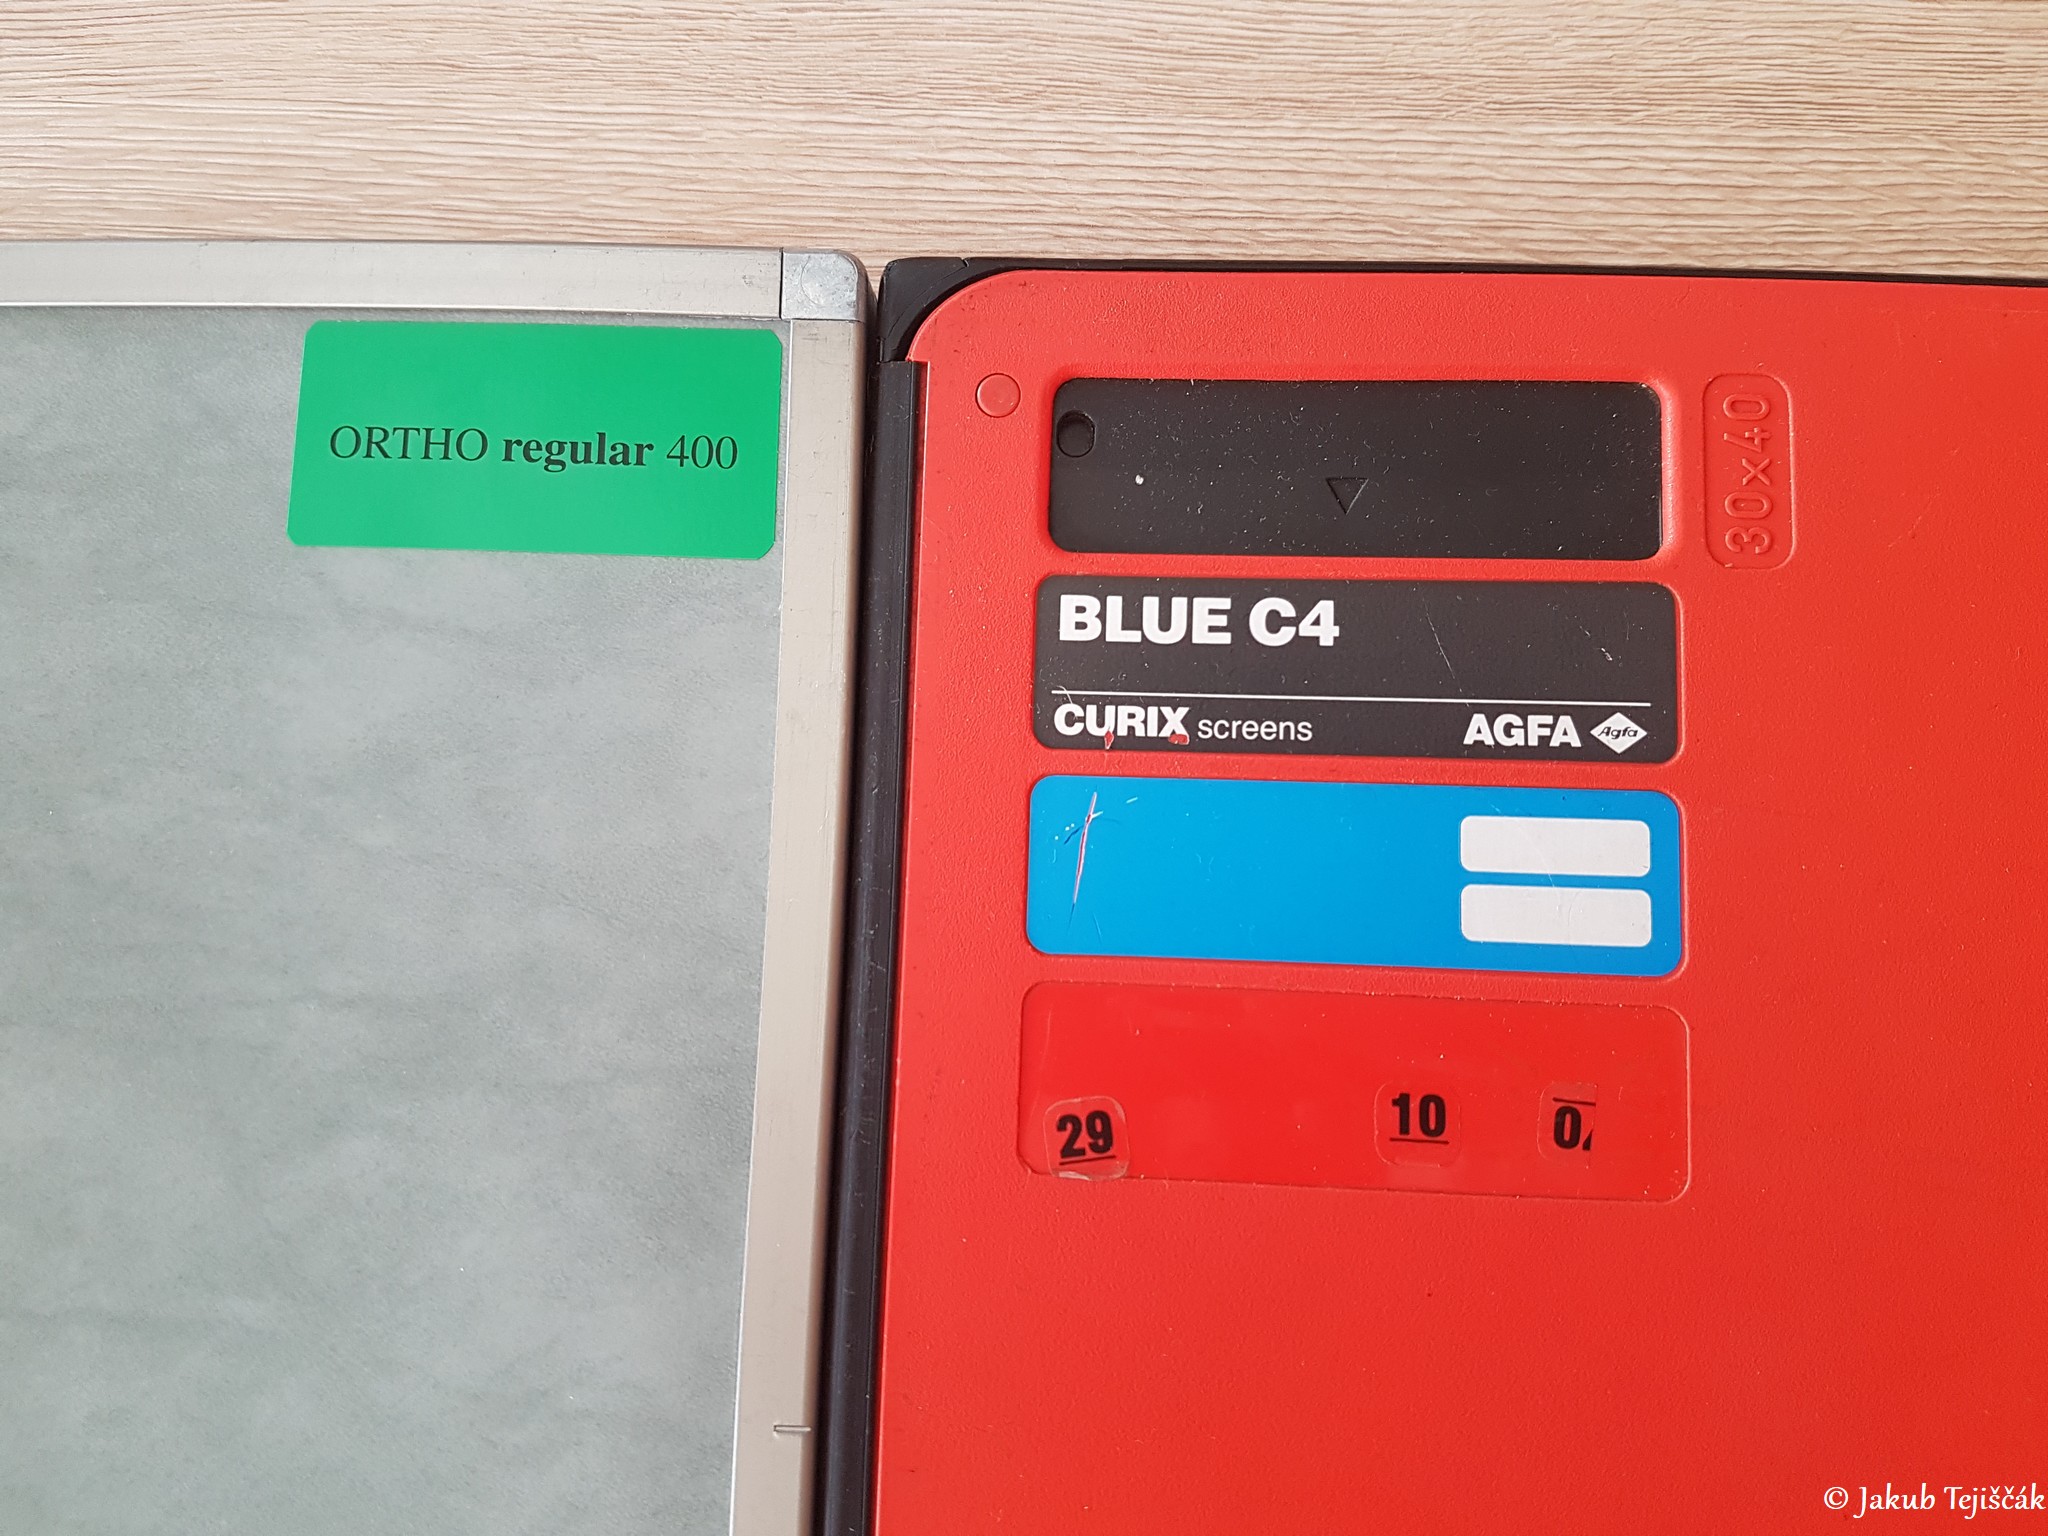 ORTHO regular 400
30x40
BLUE C4
CURIX screens
AGFA Agfa
29
10
© Jakub Tejiščák